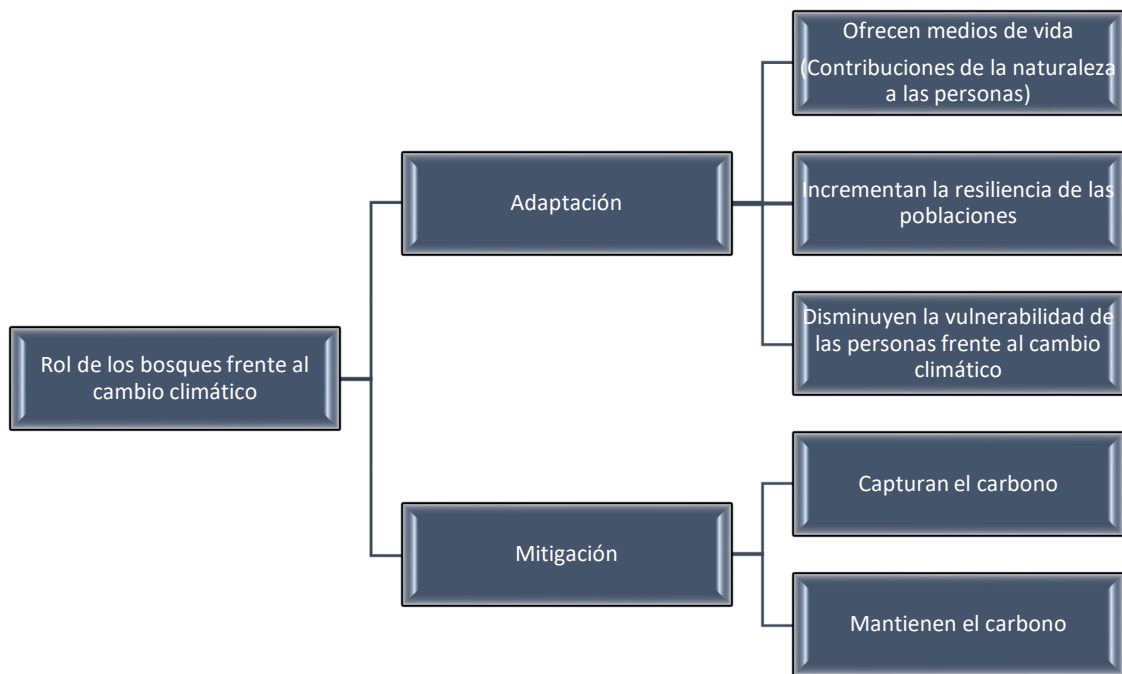 Rol de los bosques frente al
cambio climático
Adaptación
Ofrecen medios de vida
(Contribuciones de la naturaleza
a las personas)
Incrementan la resiliencia de las
poblaciones
Disminuyen la vulnerabilidad de
las personas frente al cambio
climático
Mitigación
Capturan el carbono
Mantienen el carbono